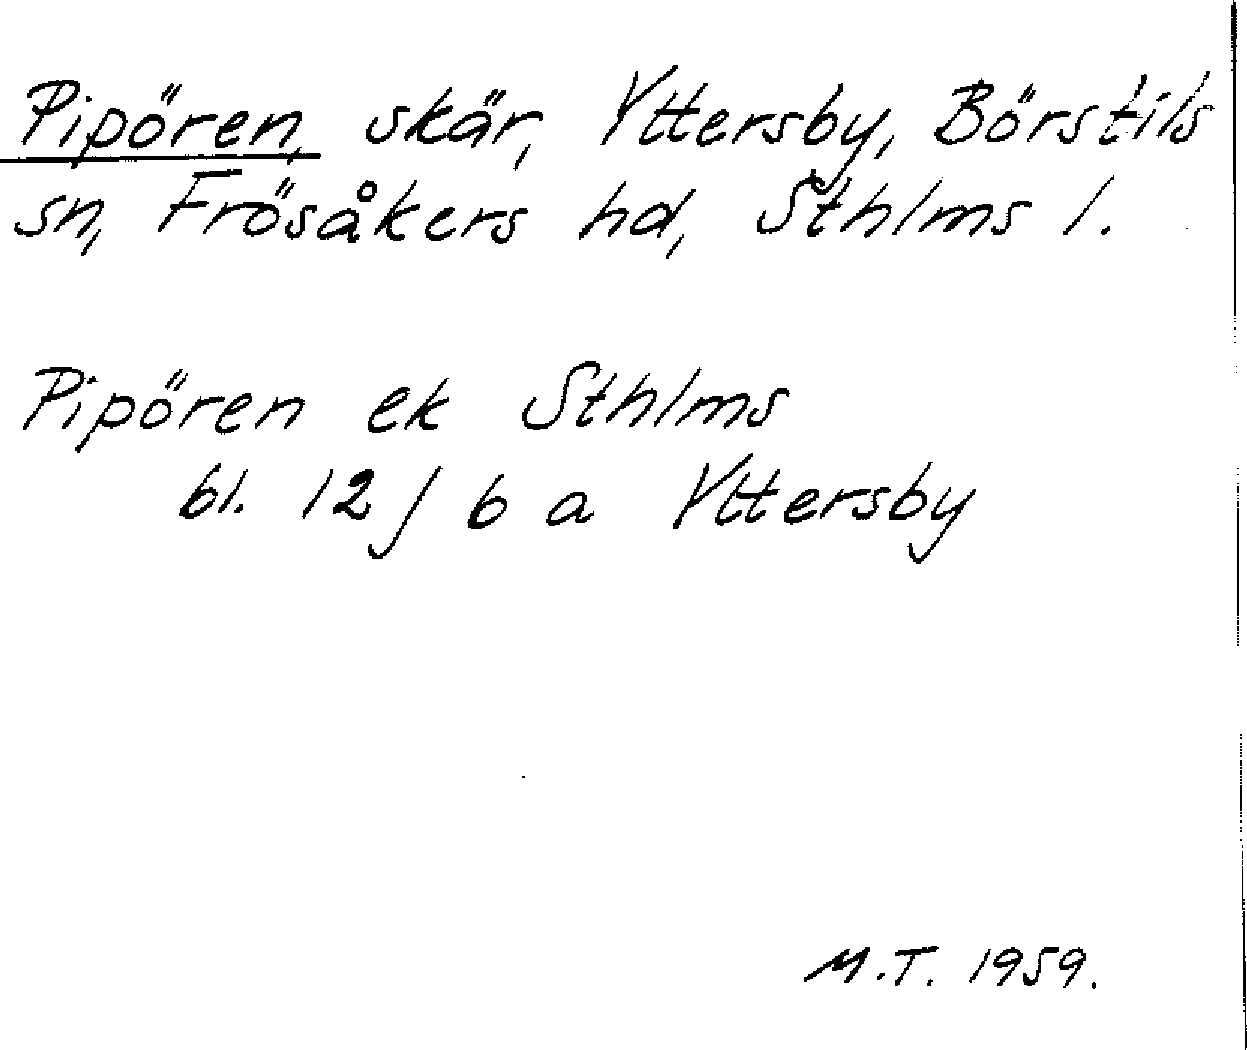 Pipören, skär, Yttersby, Börstils
sn, Frösåkers hd, Sthlms l.
Pipören ek Sthlms
bl. 12 j 6 a Yttersby
M.T. 1959.